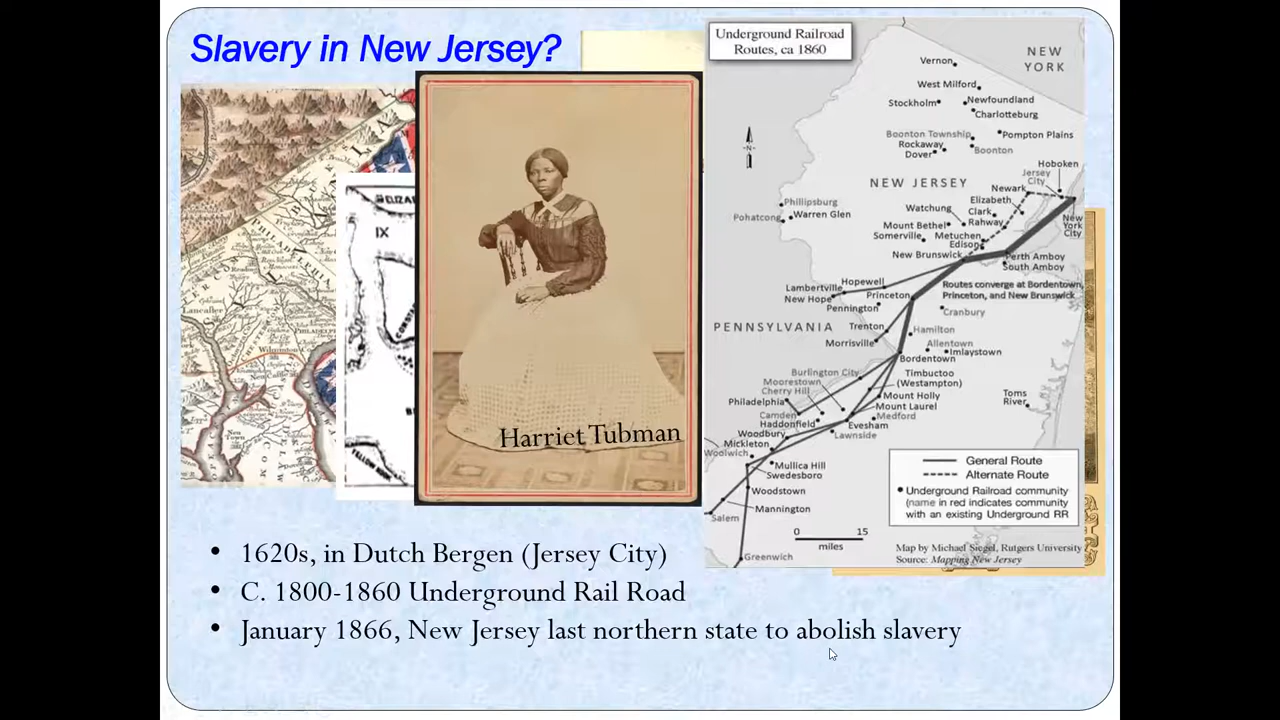 Slavery in New Jersey?
Underground Railroad
Routes, ca 1860
NEW
YORK
Vernon
West Milford
Stockholm
Newfoundland
Charlotteburg
Boonton Township
Pompton Plains
Rockaway
Dover
Boonton
Hoboken
Jersey
City
NEW JERSEY
Newark
Elizabeth
Phillipsburg
Pohatcong
Warren Glen
Watchung
Clark
Rahway
New
York
City
Mount Bethel
Somerville
Metuchen
Edison
New Brunswick
Perth Amboy
South Amboy
Routes converge at Bordentown,
Princeton, and New Brunswick
Hopewell
Lambertville
New Hope
Princeton
Pennington
Cranbury
PENNSYLVANIA
Trenton
Hamilton
Morrisville
Allentown
Imlaystown
Bordentown
Burlington City
Timbuctoo
(Westampton)
Moorestown
Cherry Hill
Mount Holly
Philadelphia
Mount Laurel
Toms
River
Camden
Medford
Haddonfield
Evesham
Woodbury
Lawnside
Mickleton
Woolwich
Mullica Hill
Swedesboro
Woodstown
Mannington
Salem
Greenwich
General Route
Alternate Route
Underground Railroad community
(name in red indicates community
with an existing Underground RR
0 15
miles
Map by Michael Siegel, Rutgers University
Source: Mapping New Jersey
IX
Lancaster
Harriet Tubman
• 1620s, in Dutch Bergen (Jersey City)
• C. 1800-1860 Underground Rail Road
• January 1866, New Jersey last northern state to abolish slavery